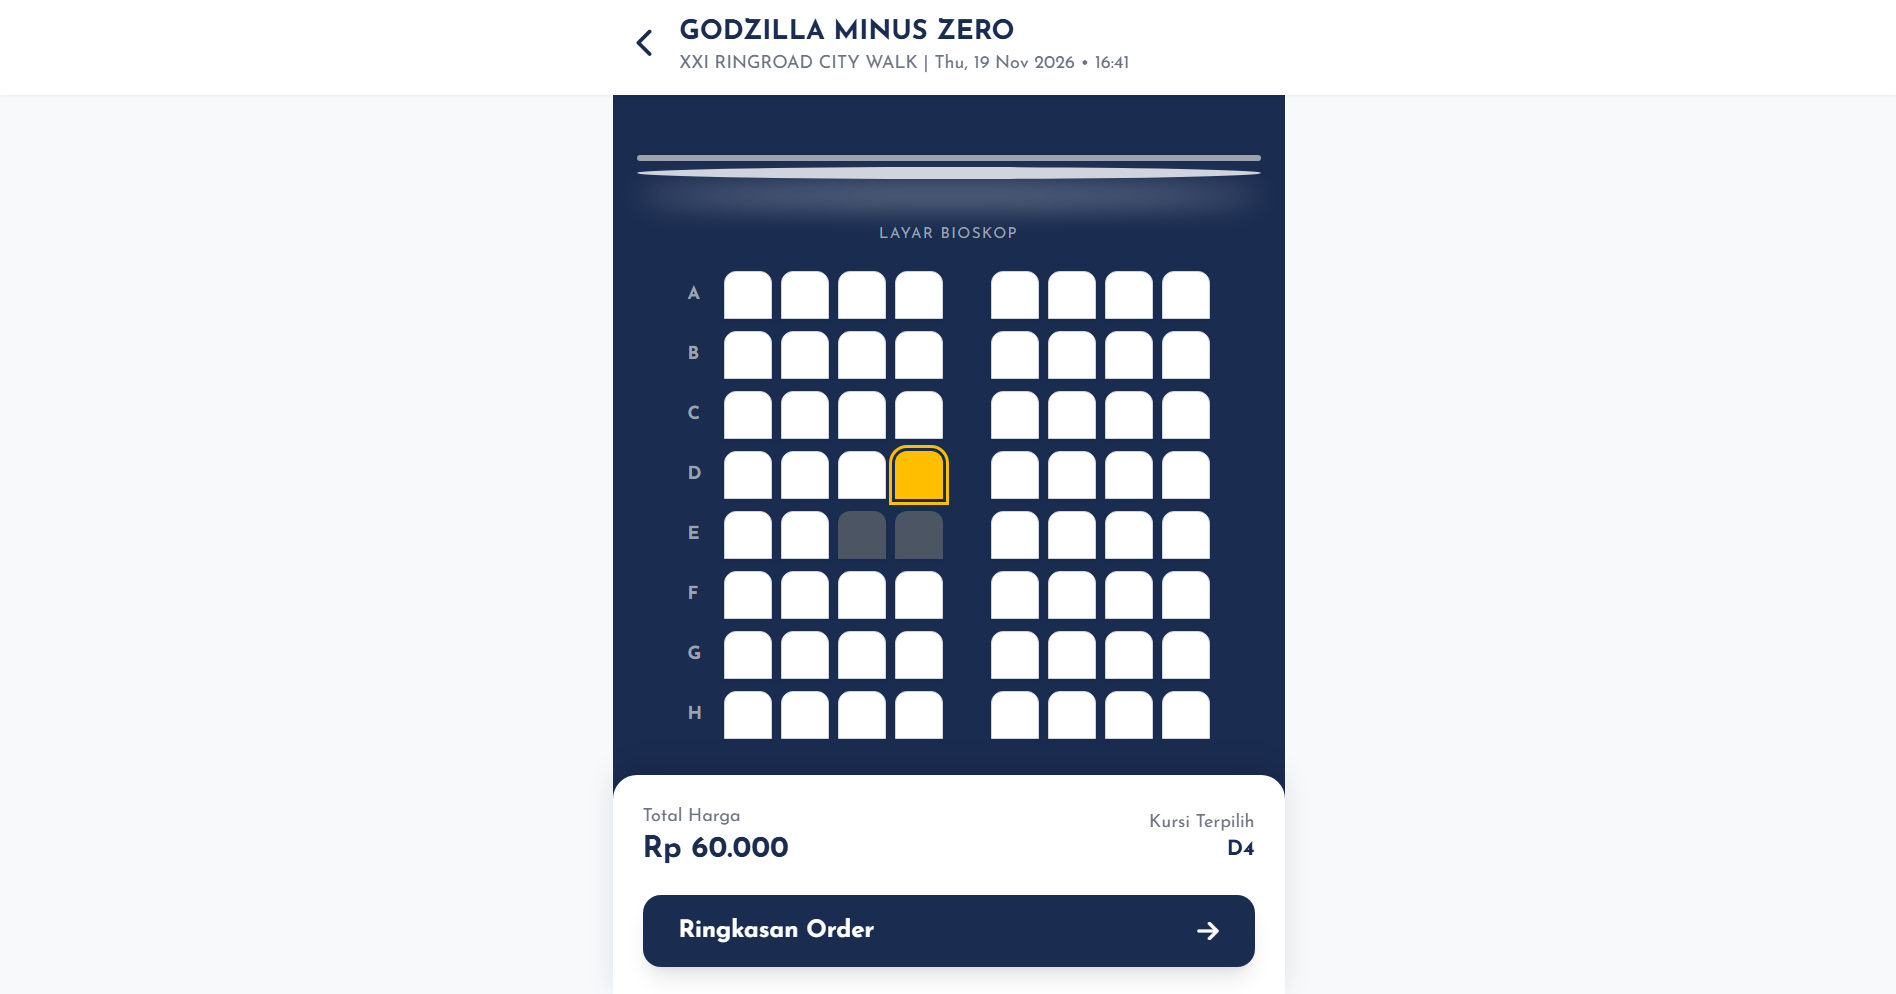 GODZILLA MINUS ZERO
XXI RINGROAD CITY WALK | Thu, 19 Nov 2026 • 16:41
LAYAR BIOSKOP
A
B
C
D
E
F
G
H
Total Harga
Rp 60.000
Kursi Terpilih
D4
Ringkasan Order